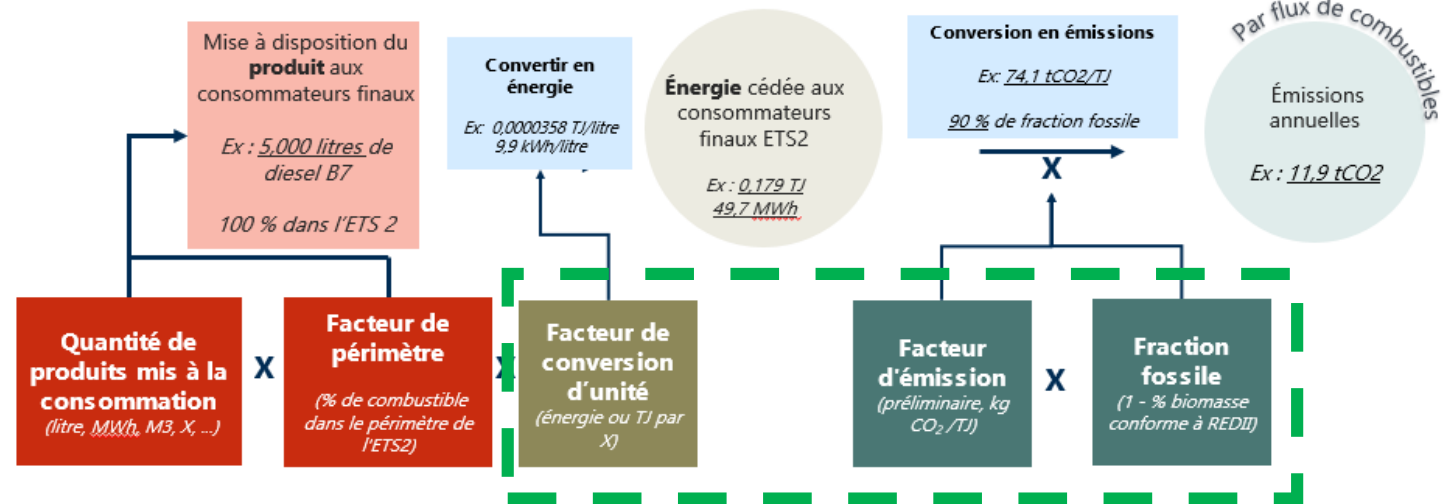 Mise à disposition du
produit aux
consommateurs finaux
Ex : 5,000 litres de
diesel B7
100 % dans l'ETS 2
Convertir en
énergie
Ex: 0,0000358 TJ/litre
9,9 kWh/litre
Énergie cédée aux
consommateurs
finaux ETS2
Ex : 0,179 TJ
49,7 MWh
Conversion en émissions
Ex: 74,1 tCO2/TJ
90 % de fraction fossile
X
Par flux de combustibles
Émissions
annuelles
Ex : 11,9 tCO2
Quantité de
produits mis à la
consommation
(litre, MWh, M3, X, ...)
X
Facteur de
périmètre
(% de combustible
dans le périmètre de
l'ETS2)
X
Facteur de
conversion
d'unité
(énergie ou TJ par
X)
Facteur
d'émission
(préliminaire, kg
CO₂ /TJ)
X
Fraction
fossile
(1 - % biomasse
conforme à REDII)